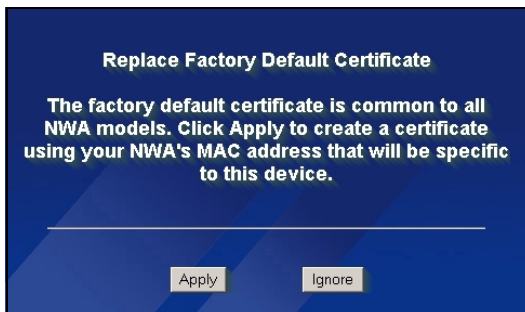 Replace Factory Default Certificate
The factory default certificate is common to all
NWA models. Click Apply to create a certificate
using your NWA's MAC address that will be specific
to this device.
Apply
Ignore